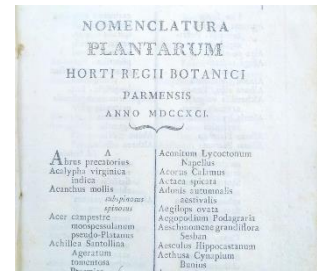 NOMENCLATURA
PLANTARUM
HORTI REGII BOTANICI
PARMENSIS
ANNO MDCCXCI.
A
Abrus precatorius
Acalypha virginica
indica
Acanthus mollis
spinosus
Acer campestre
monspessulanum
pseudo-Platanus
Achillea Santolina
Ageratum
tomentosa
Aconitum Lycoctonum
Napellus
Acorus Calamus
Actaea spicata
Adonis autumnalis
aestivalis
Aegilops ovata
Aegopodium Podagraria
Aeschonomene grandiflora
Sesban
Aesculus Hippocastanum
Aethusa Cynapium
Bunius